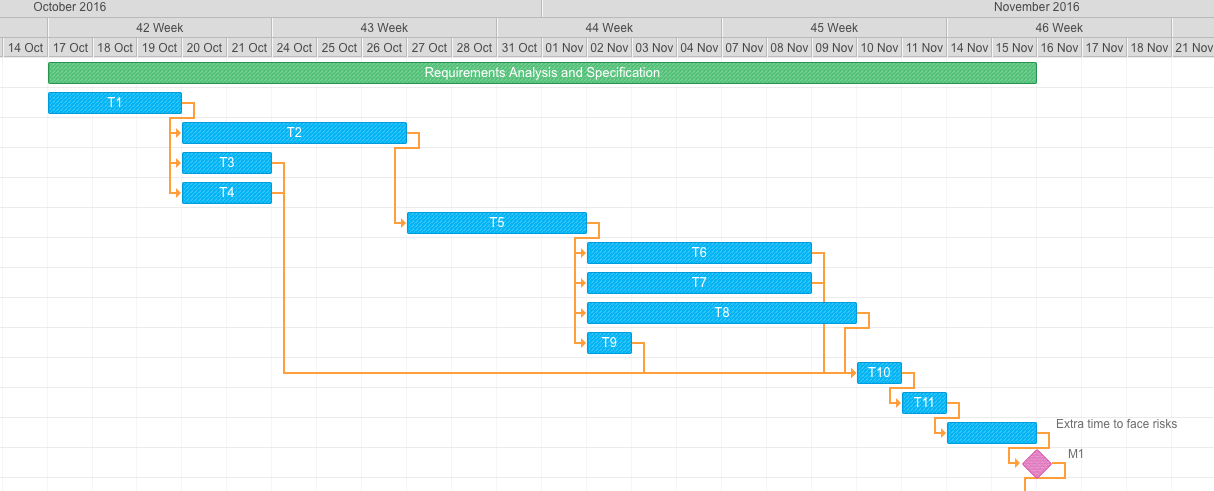 October 2016 November 2016
42 Week 43 Week 44 Week 45 Week 46 Week
14 Oct 17 Oct 18 Oct 19 Oct 20 Oct 21 Oct 24 Oct 25 Oct 26 Oct 27 Oct 28 Oct 31 Oct 01 Nov 02 Nov 03 Nov 04 Nov 07 Nov 08 Nov 09 Nov 10 Nov 11 Nov 14 Nov 15 Nov 16 Nov 17 Nov 18 Nov 21 Nov
Requirements Analysis and Specification
T1
T2
T3
T4
T5
T6
T7
T8
T9
T10
T11
Extra time to face risks
M1